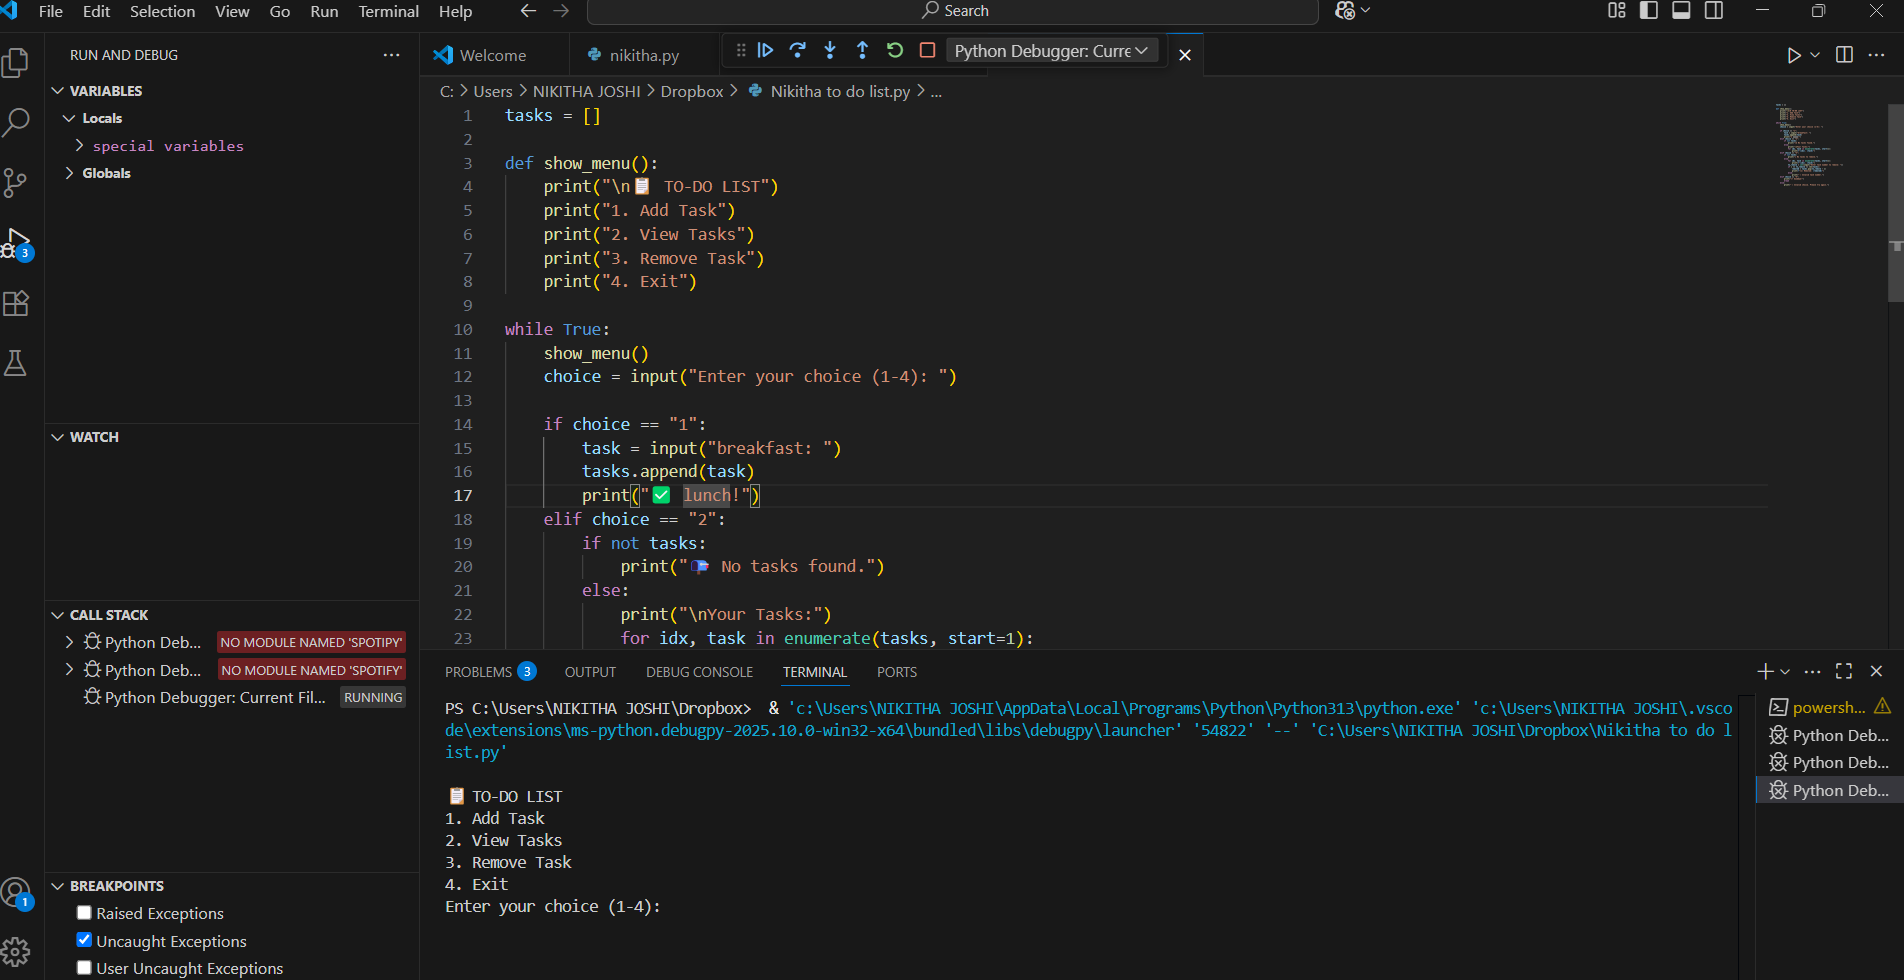 File Edit Selection View Go Run Terminal Help
Search
RUN AND DEBUG
VARIABLES
Locals
special variables
Globals
3
WATCH
CALL STACK
Python Deb... NO MODULE NAMED 'SPOTIPY'
Python Deb... NO MODULE NAMED 'SPOTIFY'
Python Debugger: Current Fil... RUNNING
BREAKPOINTS
1
Raised Exceptions
Uncaught Exceptions
User Uncaught Exceptions
Welcome
nikitha.py
Python Debugger: Curre
C: > Users > NIKITHA JOSHI > Dropbox > Nikitha to do list.py > ...
1 tasks = []
2
3 def show_menu():
4 print("\n📋 TO-DO LIST")
5 print("1. Add Task")
6 print("2. View Tasks")
7 print("3. Remove Task")
8 print("4. Exit")
9
10 while True:
11 show_menu()
12 choice = input("Enter your choice (1-4): ")
13
14 if choice == "1":
15 task = input("breakfast: ")
16 tasks.append(task)
17 print("✅ lunch!")
18 elif choice == "2":
19 if not tasks:
20 print("📭 No tasks found.")
21 else:
22 print("\nYour Tasks:")
23 for idx, task in enumerate(tasks, start=1):
PROBLEMS 3 OUTPUT DEBUG CONSOLE TERMINAL PORTS
PS C:\Users\NIKITHA JOSHI\Dropbox> & 'c:\Users\NIKITHA JOSHI\AppData\Local\Programs\Python\Python313\python.exe' 'c:\Users\NIKITHA JOSHI\.vsco
de\extensions\ms-python.debugpy-2025.10.0-win32-x64\bundled\libs\debugpy\launcher' '54822' '--' 'C:\Users\NIKITHA JOSHI\Dropbox\Nikitha to do l
ist.py'
📋 TO-DO LIST
1. Add Task
2. View Tasks
3. Remove Task
4. Exit
Enter your choice (1-4):
powersh...
Python Deb...
Python Deb...
Python Deb...